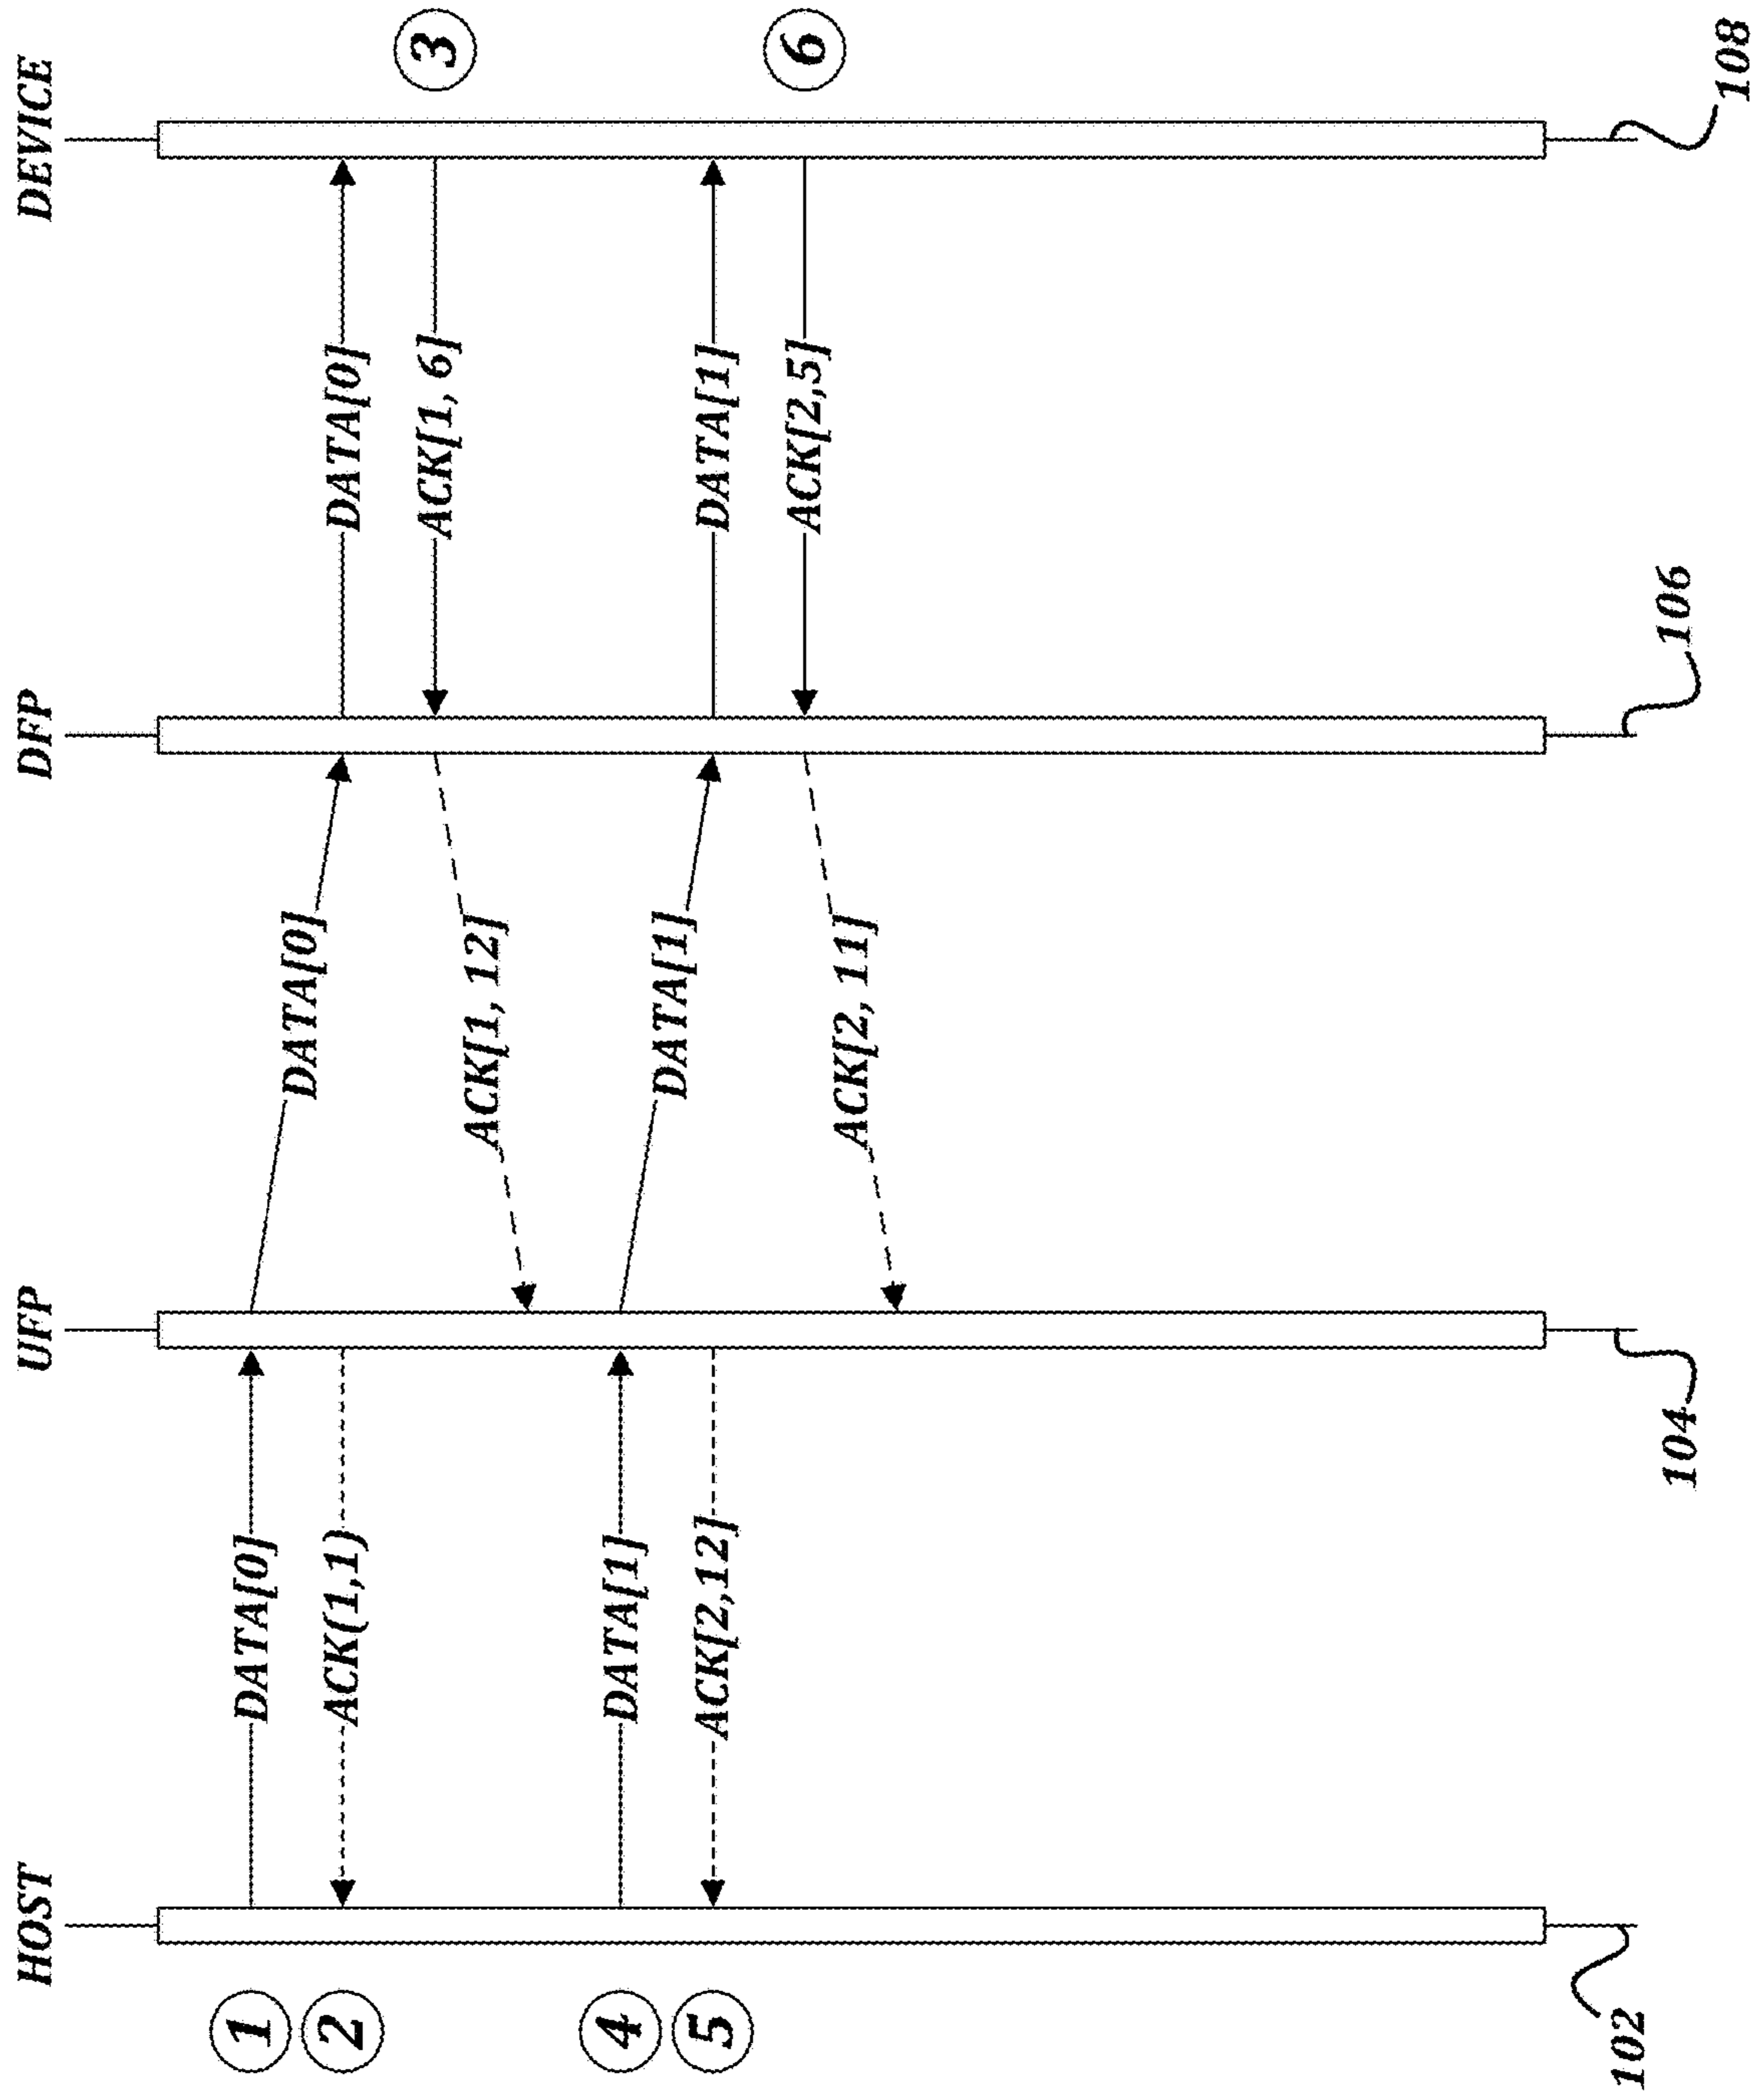 HOST UFP DFP DEVICE
1 DATA[0]
DATA[0]
2 ACK(1,1)
DATA[0]
ACK[1, 6] 3
ACK[1, 12]
4 DATA[1]
DATA[1]
5 ACK[2,12]
DATA[1]
ACK[2,5] 6
ACK[2, 11]
102 104 106 108